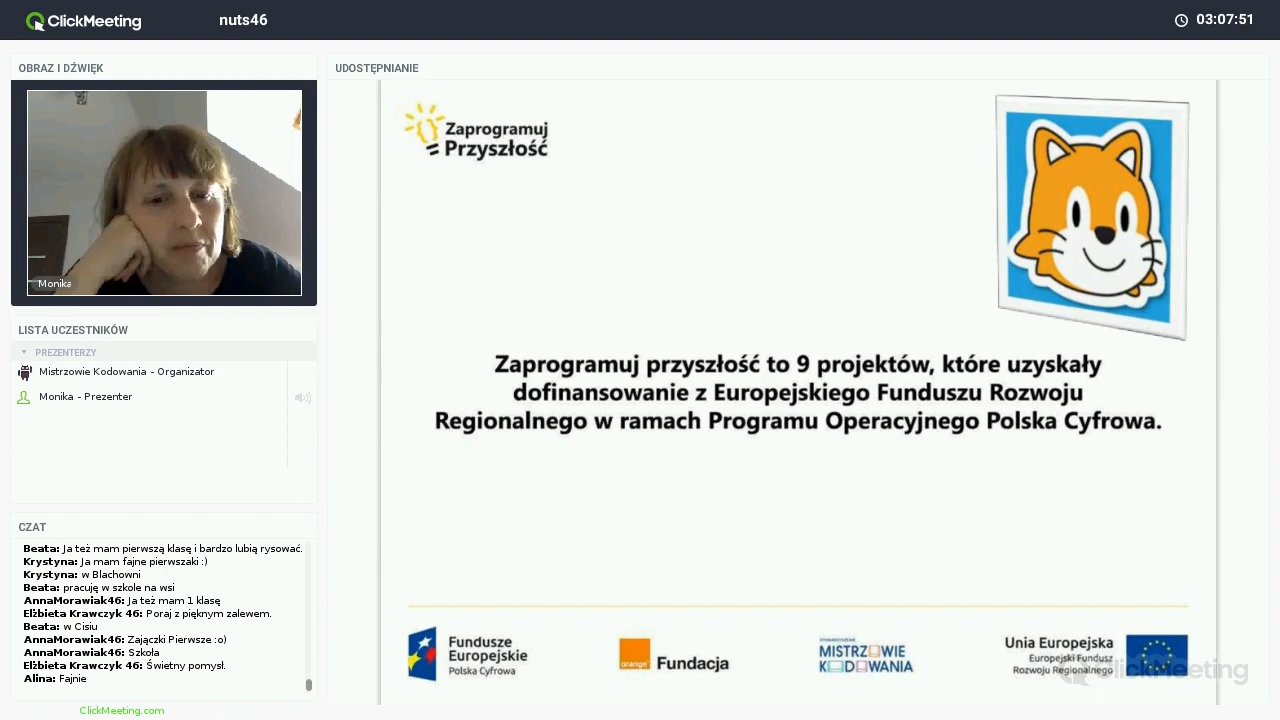 ClickMeeting
nuts46
03:07:51
OBRAZ I DŹWIĘK
Monika
LISTA UCZESTNIKÓW
PREZENTERZY
Mistrzowie Kodowania - Organizator
Monika - Prezenter
CZAT
Beata: Ja też mam pierwszą klasę i bardzo lubią rysować.
Krystyna: Ja mam fajne pierwszaki :)
Krystyna: w Blachowni
Beata: pracuję w szkole na wsi
AnnaMorawiak46: Ja też mam 1 klasę
Elżbieta Krawczyk 46: Poraj z pięknym zalewem.
Beata: w Cisiu
AnnaMorawiak46: Zajączki Pierwsze :o)
AnnaMorawiak46: Szkoła
Elżbieta Krawczyk 46: Świetny pomysł.
Alina: Fajnie
ClickMeeting.com
UDOSTĘPNIANIE
Zaprogramuj
Przyszłość
Zaprogramuj przyszłość to 9 projektów, które uzyskały
dofinansowanie z Europejskiego Funduszu Rozwoju
Regionalnego w ramach Programu Operacyjnego Polska Cyfrowa.
Fundusze
Europejskie
Polska Cyfrowa
orange
Fundacja
STOWARZYSZENIE
MISTRZOWIE
KODOWANIA
Unia Europejska
Europejski Fundusz
Rozwoju Regionalnego
ClickMeeting